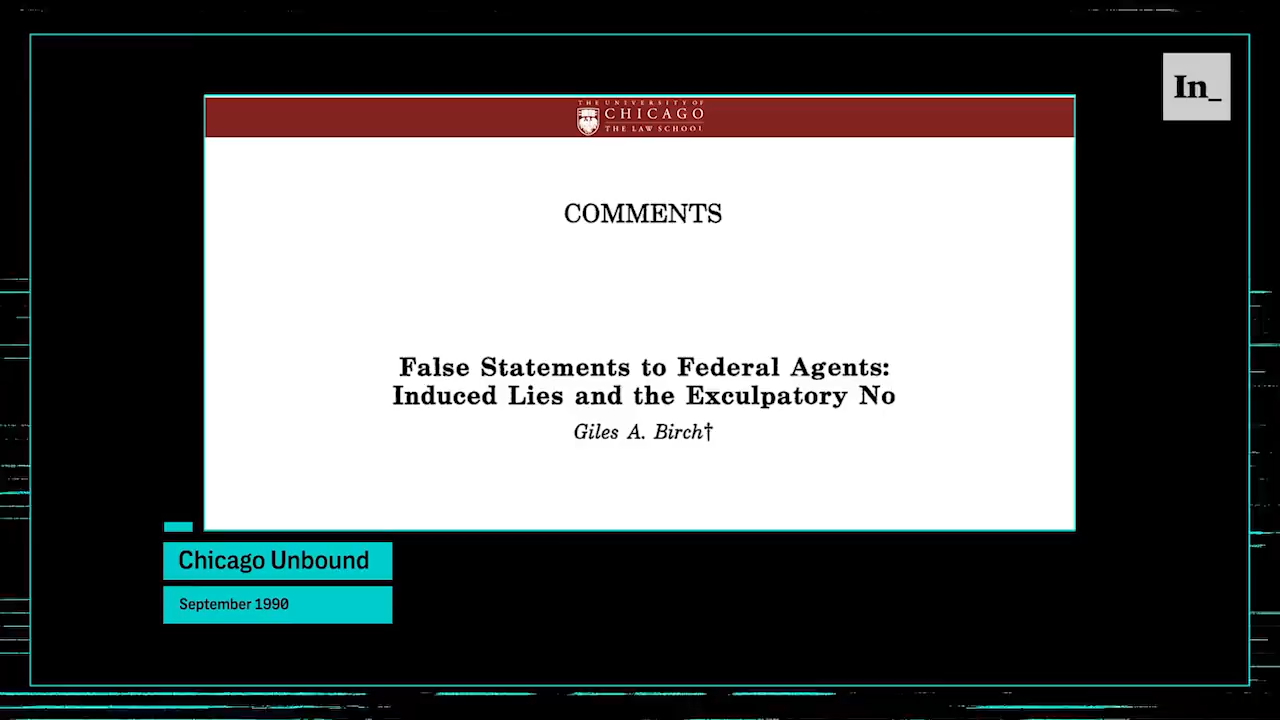 In_
THE UNIVERSITY OF
CHICAGO
THE LAW SCHOOL
COMMENTS
False Statements to Federal Agents:
Induced Lies and the Exculpatory No
Giles A. Birch†
Chicago Unbound
September 1990